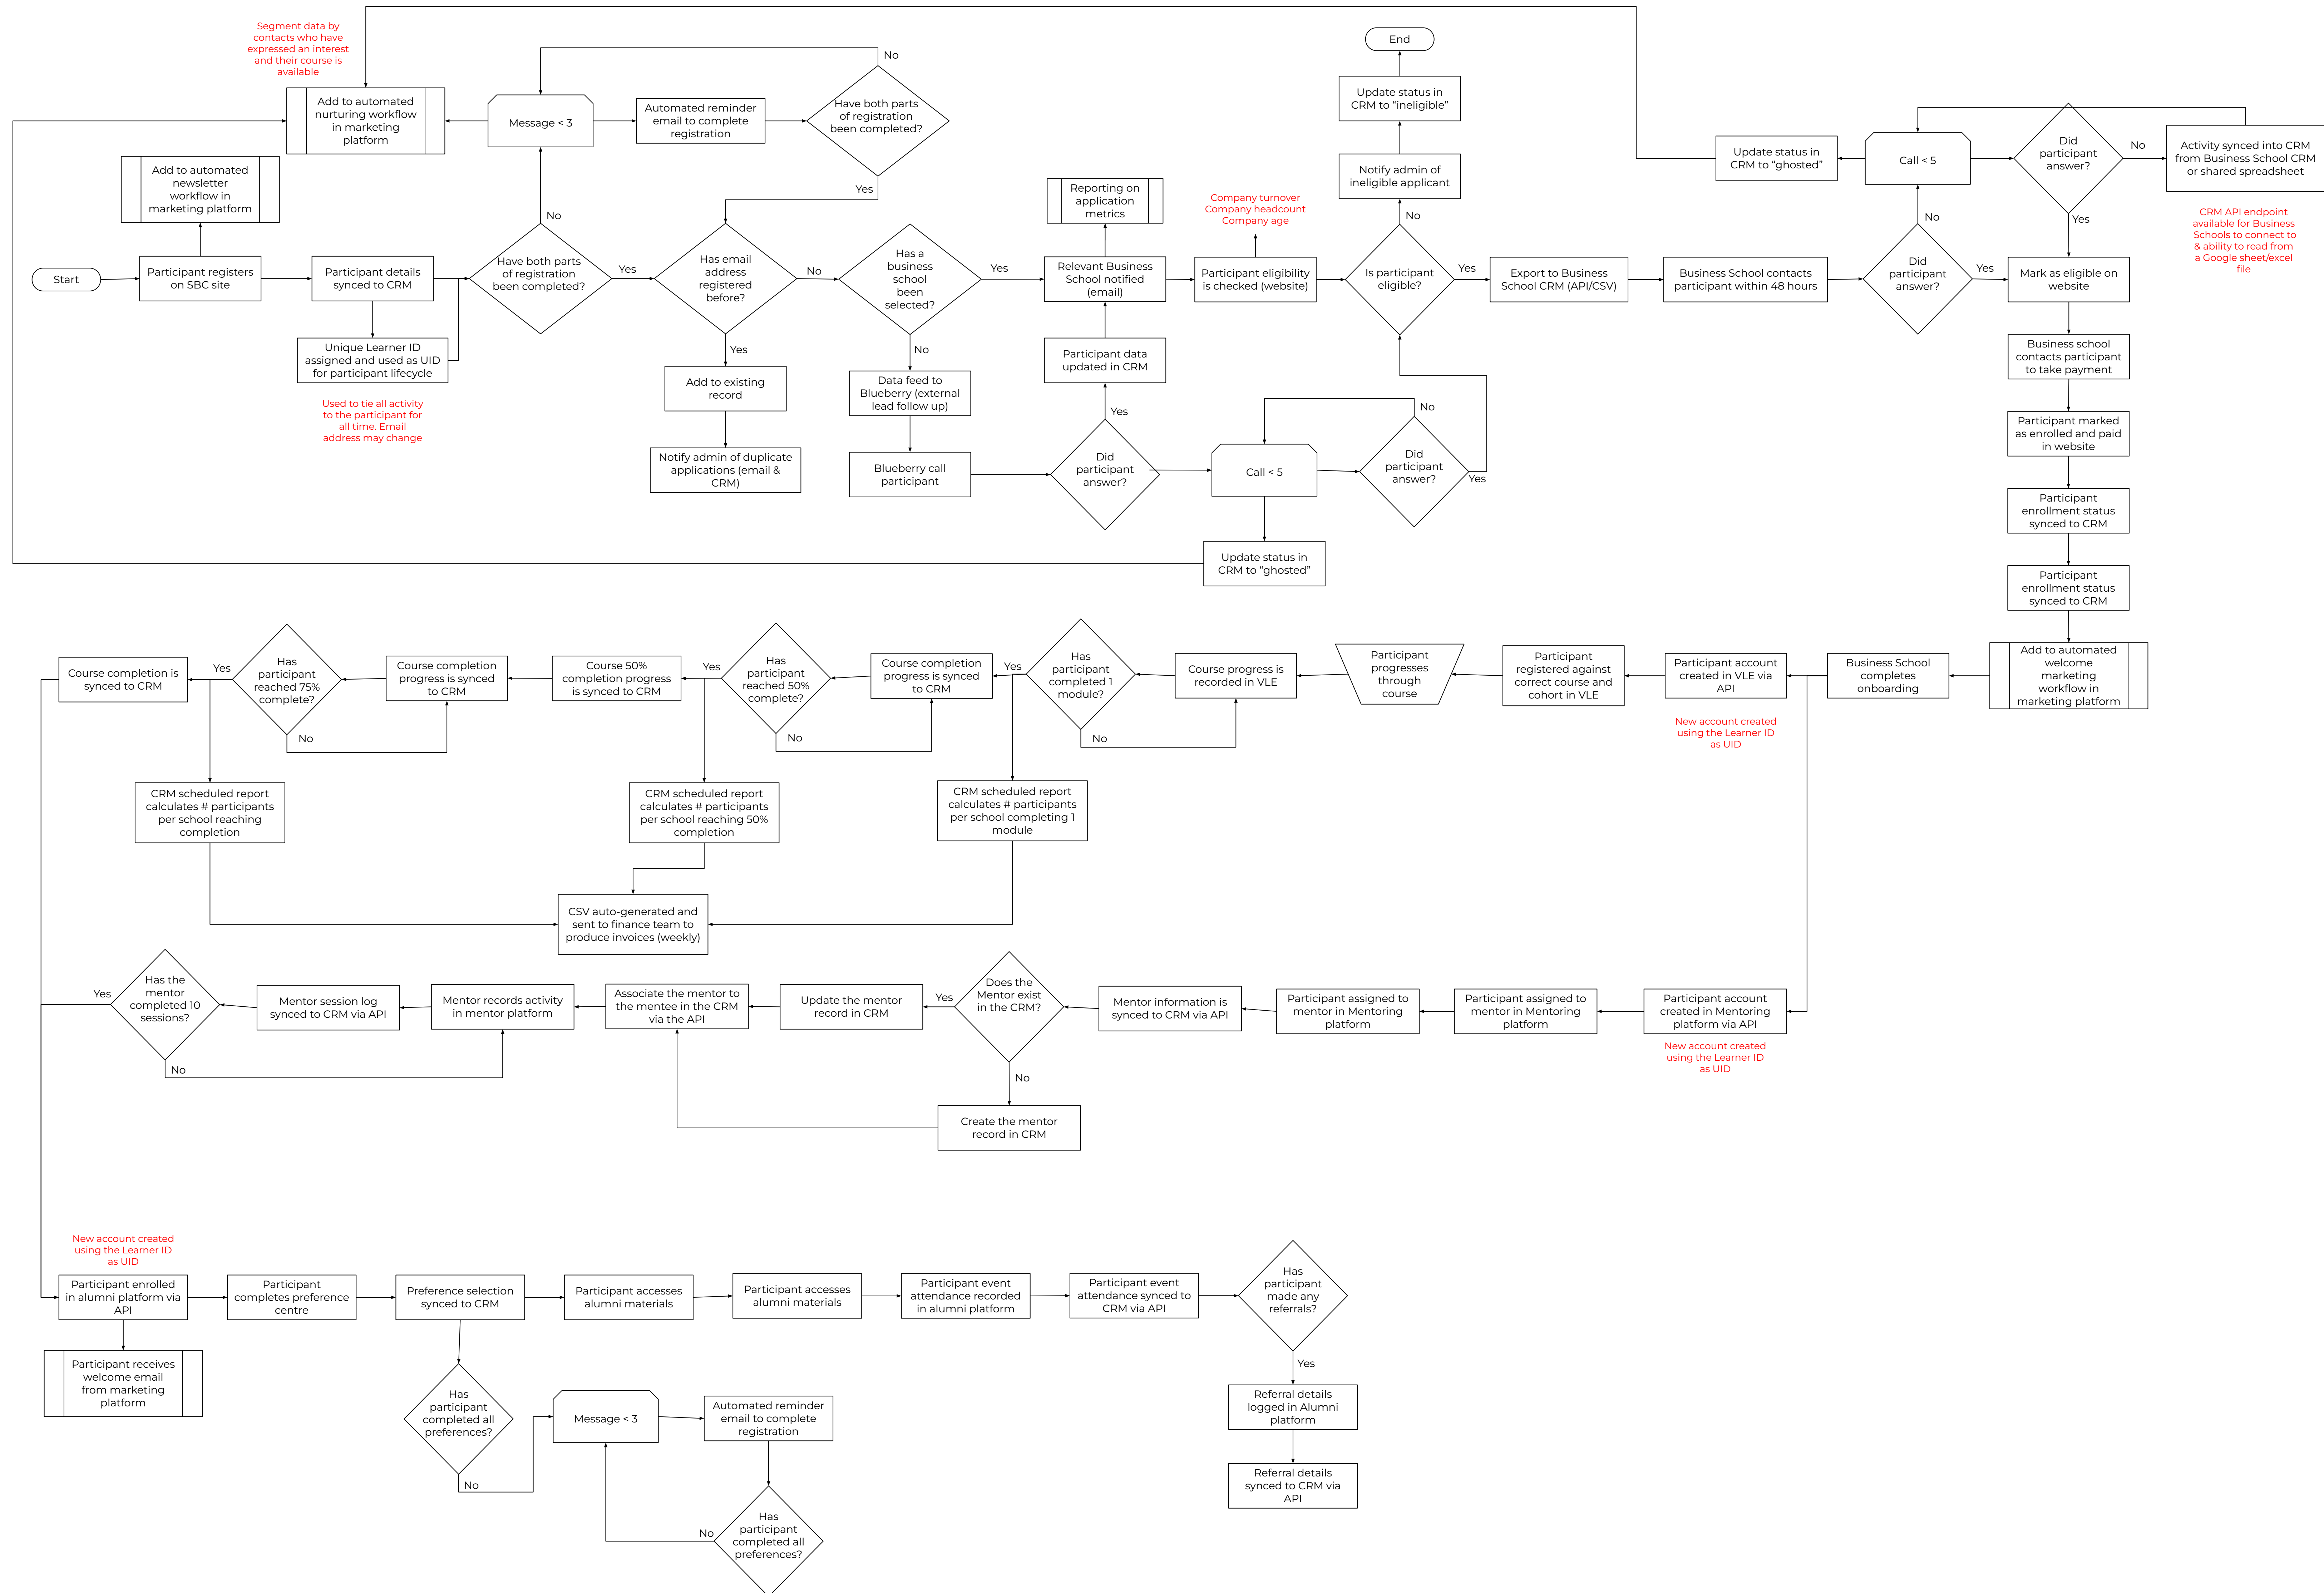 Segment data by
contacts who have
expressed an interest
and their course is
available
Add to automated
nurturing workflow
in marketing
platform
Message < 3
Automated reminder
email to complete
registration
Have both parts
of registration
been completed?
No
Yes
End
Update status in
CRM to “ineligible”
Notify admin of
ineligible applicant
No
Add to automated
newsletter
workflow in
marketing platform
No
Reporting on
application
metrics
Company turnover
Company headcount
Company age
Update status in
CRM to “ghosted”
Call < 5
Did
participant
answer?
No
Activity synced into CRM
from Business School CRM
or shared spreadsheet
Yes
No
CRM API endpoint
available for Business
Schools to connect to
& ability to read from
a Google sheet/excel
file
Start
Participant registers
on SBC site
Participant details
synced to CRM
Have both parts
of registration
been completed?
Yes
Has email
address
registered
before?
No
Has a
business
school
been
selected?
Yes
Relevant Business
School notified
(email)
Participant eligibility
is checked (website)
Is participant
eligible?
Yes
Export to Business
School CRM (API/CSV)
Business School contacts
participant within 48 hours
Did
participant
answer?
Yes
Mark as eligible on
website
Unique Learner ID
assigned and used as UID
for participant lifecycle
Used to tie all activity
to the participant for
all time. Email
address may change
Yes
Add to existing
record
Notify admin of duplicate
applications (email &
CRM)
No
Data feed to
Blueberry (external
lead follow up)
Blueberry call
participant
Participant data
updated in CRM
Yes
Did
participant
answer?
Call < 5
No
Did
participant
answer?
Yes
Update status in
CRM to “ghosted”
Business school
contacts participant
to take payment
Participant marked
as enrolled and paid
in website
Participant
enrollment status
synced to CRM
Participant
enrollment status
synced to CRM
Course completion is
synced to CRM
Yes
Has
participant
reached 75%
complete?
No
Course completion
progress is synced
to CRM
Course 50%
completion progress
is synced to CRM
Yes
Has
participant
reached 50%
complete?
No
Course completion
progress is synced
to CRM
Yes
Has
participant
completed 1
module?
No
Course progress is
recorded in VLE
Participant
progresses
through
course
Participant
registered against
correct course and
cohort in VLE
Participant account
created in VLE via
API
New account created
using the Learner ID
as UID
Business School
completes
onboarding
Add to automated
welcome
marketing
workflow in
marketing platform
CRM scheduled report
calculates # participants
per school reaching
completion
CRM scheduled report
calculates # participants
per school reaching 50%
completion
CRM scheduled report
calculates # participants
per school completing 1
module
CSV auto-generated and
sent to finance team to
produce invoices (weekly)
Yes
Has the
mentor
completed 10
sessions?
No
Mentor session log
synced to CRM via API
Mentor records activity
in mentor platform
Associate the mentor to
the mentee in the CRM
via the API
Update the mentor
record in CRM
Yes
Does the
Mentor exist
in the CRM?
No
Create the mentor
record in CRM
Mentor information is
synced to CRM via API
Participant assigned to
mentor in Mentoring
platform
Participant assigned to
mentor in Mentoring
platform
Participant account
created in Mentoring
platform via API
New account created
using the Learner ID
as UID
New account created
using the Learner ID
as UID
Participant enrolled
in alumni platform via
API
Participant
completes preference
centre
Preference selection
synced to CRM
Participant accesses
alumni materials
Participant accesses
alumni materials
Participant event
attendance recorded
in alumni platform
Participant event
attendance synced to
CRM via API
Has
participant
made any
referrals?
Yes
Participant receives
welcome email
from marketing
platform
Has
participant
completed all
preferences?
No
Message < 3
Automated reminder
email to complete
registration
No
Has
participant
completed all
preferences?
Referral details
logged in Alumni
platform
Referral details
synced to CRM via
API